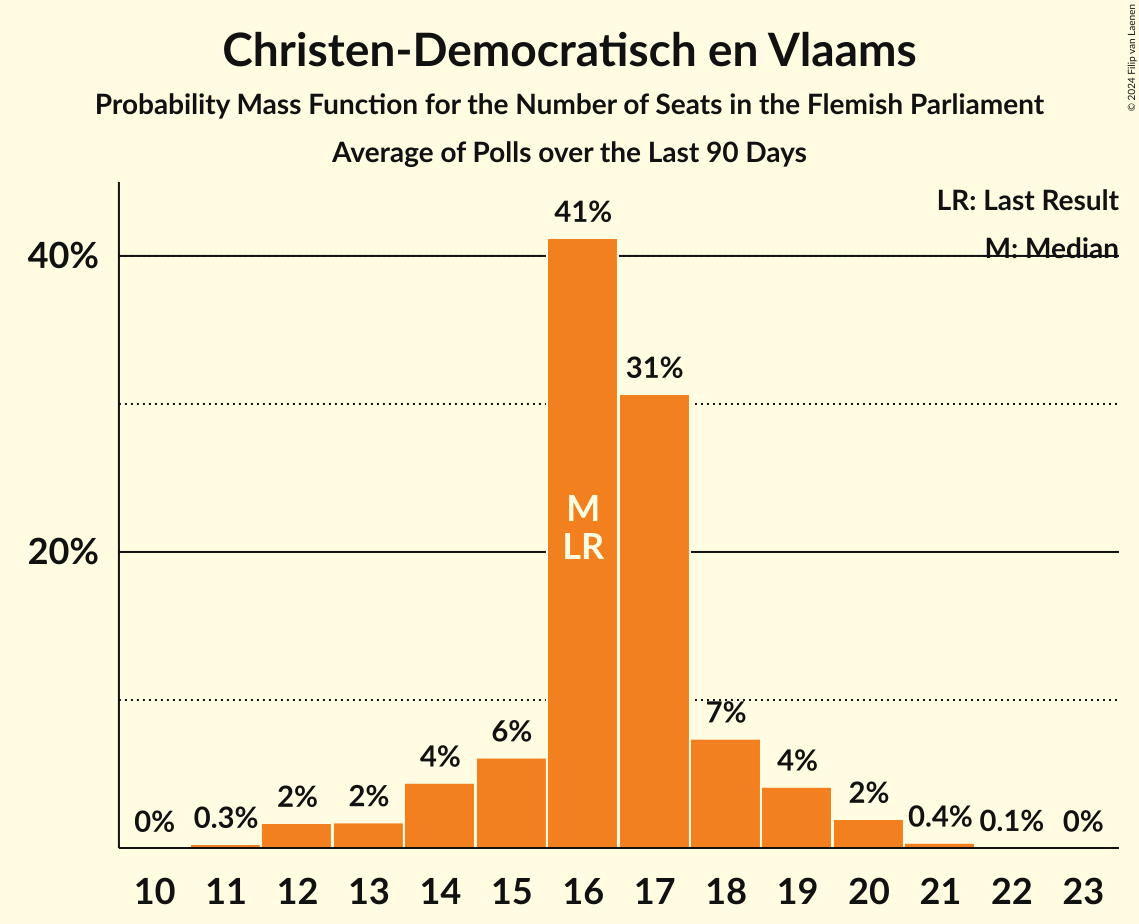 Christen-Democratisch en Vlaams
Probability Mass Function for the Number of Seats in the Flemish Parliament
Average of Polls over the Last 90 Days
© 2024 Filip van Laenen
LR: Last Result
M: Median
40%
20%
0%
0.3%
2%
2%
4%
6%
41%
31%
7%
4%
2%
0.4%
0.1%
0%
M
LR
10 11 12 13 14 15 16 17 18 19 20 21 22 23